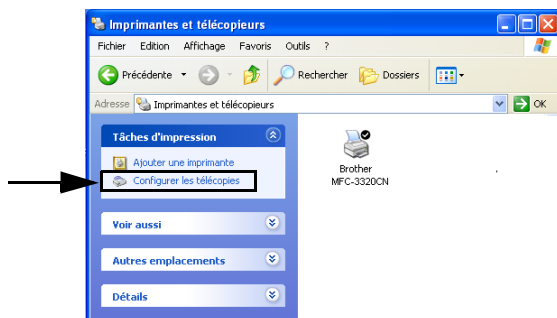 Imprimantes et télécopieurs
Fichier Edition Affichage Favoris Outils ?
Précédente Rechercher Dossiers
Adresse Imprimantes et télécopieurs OK
Tâches d'impression
Ajouter une imprimante
Configurer les télécopies
Voir aussi
Autres emplacements
Détails
Brother
MFC-3320CN